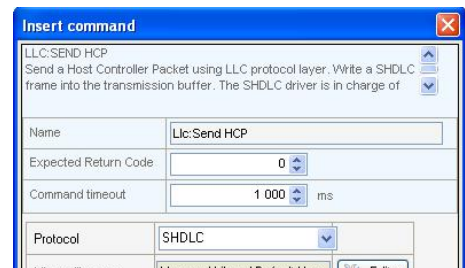 Insert command
LLC:SEND HCP
Send a Host Controller Packet using LLC protocol layer. Write a SHDLC
frame into the transmission buffer. The SHDLC driver is in charge of
Name Llc:Send HCP
Expected Return Code 0
Command timeout 1 000 ms
Protocol SHDLC